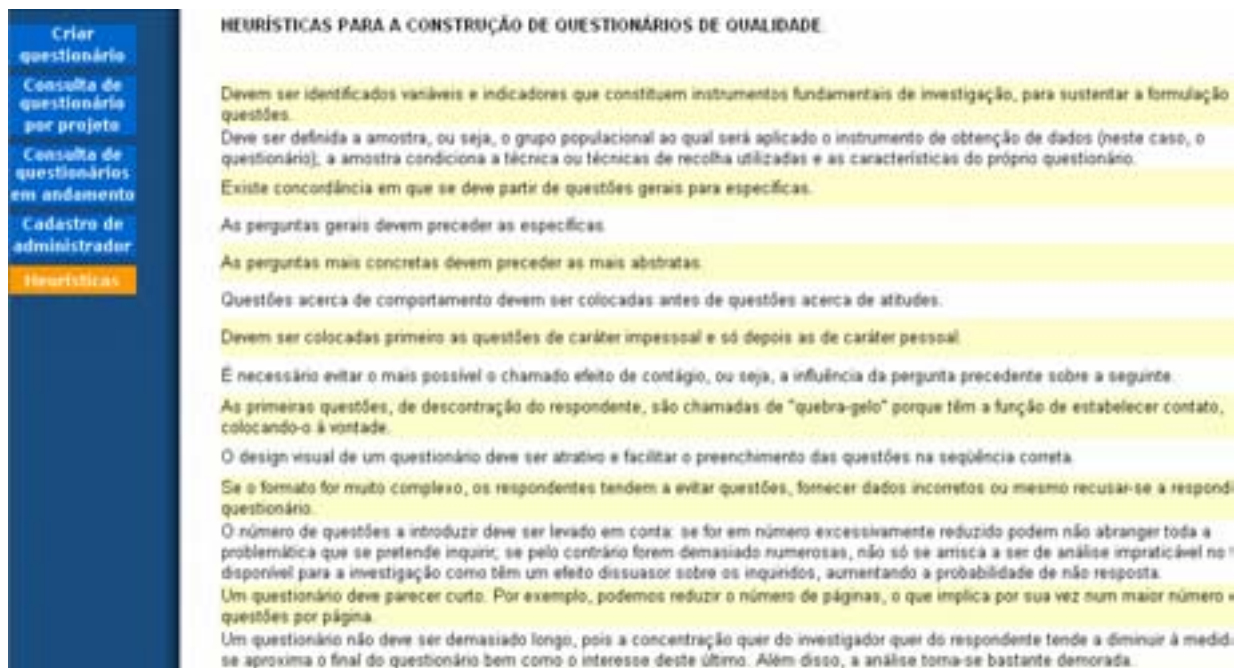 Criar
questionário
Consulta de
questionário
por projeto
Consulta de
questionários
em andamento
Cadastro de
administrador
Heurísticas
HEURÍSTICAS PARA A CONSTRUÇÃO DE QUESTIONÁRIOS DE QUALIDADE.
Devem ser identificados variáveis e indicadores que constituem instrumentos fundamentais de investigação, para sustentar a formulação
questões.
Deve ser definida a amostra, ou seja, o grupo populacional ao qual será aplicado o instrumento de obtenção de dados (neste caso, o
questionário), a amostra condiciona a técnica ou técnicas de recolha utilizadas e as características do próprio questionário.
Existe concordância em que se deve partir de questões gerais para específicas.
As perguntas gerais devem preceder as específicas.
As perguntas mais concretas devem preceder as mais abstratas.
Questões acerca de comportamento devem ser colocadas antes de questões acerca de atitudes.
Devem ser colocadas primeiro as questões de caráter impessoal e só depois as de caráter pessoal.
É necessário evitar o mais possível o chamado efeito de contágio, ou seja, a influência da pergunta precedente sobre a seguinte.
As primeiras questões, de descontração do respondente, são chamadas de "quebra-gelo" porque têm a função de estabelecer contato,
colocando-o à vontade.
O design visual de um questionário deve ser atrativo e facilitar o preenchimento das questões na seqüência correta.
Se o formato for muito complexo, os respondentes tendem a evitar questões, fornecer dados incorretos ou mesmo recusar-se a respond
questionário.
O número de questões a introduzir deve ser levado em conta: se for em número excessivamente reduzido podem não abranger toda a
problemática que se pretende inquirir; se pelo contrário forem demasiado numerosas, não só se arrisca a ser de análise impraticável no
disponível para a investigação como têm um efeito dissuasor sobre os inquiridos, aumentando a probabilidade de não resposta.
Um questionário deve parecer curto. Por exemplo, podemos reduzir o número de páginas, o que implica por sua vez num maior número
questões por página.
Um questionário não deve ser demasiado longo, pois a concentração quer do investigador quer do respondente tende a diminuir à medid
se aproxima o final do questionário bem como o interesse deste último. Além disso, a análise torna-se bastante demorada.